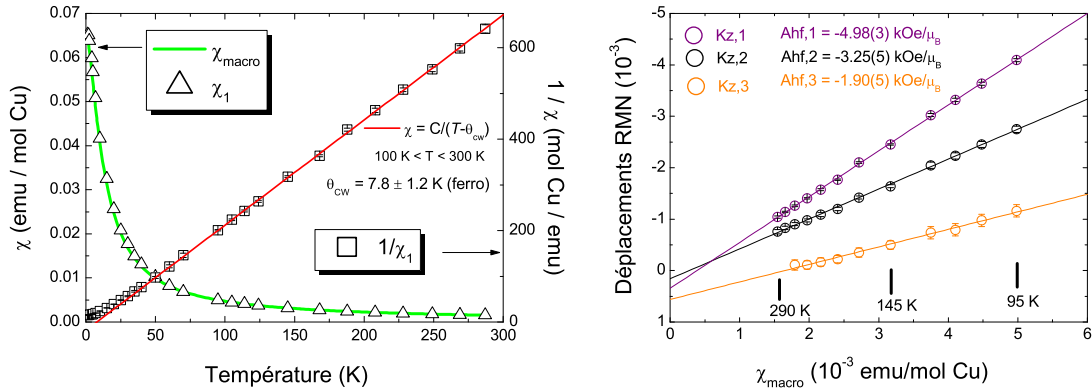 0.07
0.06
0.05
0.04
0.03
0.02
0.01
0.00
χ (emu / mol Cu)
0 50 100 150 200 250 300
Température (K)
600
400
200
0
1 / χ (mol Cu / emu)
χmacro
χ1
χ = C/(T-θcw)
100 K < T < 300 K
θCW = 7.8 ± 1.2 K (ferro)
1/χ1
-5
-4
-3
-2
-1
0
1
Déplacements RMN (10⁻³)
Kz,1 Ahf,1 = -4.98(3) kOe/μB
Kz,2 Ahf,2 = -3.25(5) kOe/μB
Kz,3 Ahf,3 = -1.90(5) kOe/μB
290 K 145 K 95 K
0 1 2 3 4 5 6
χmacro (10⁻³ emu/mol Cu)